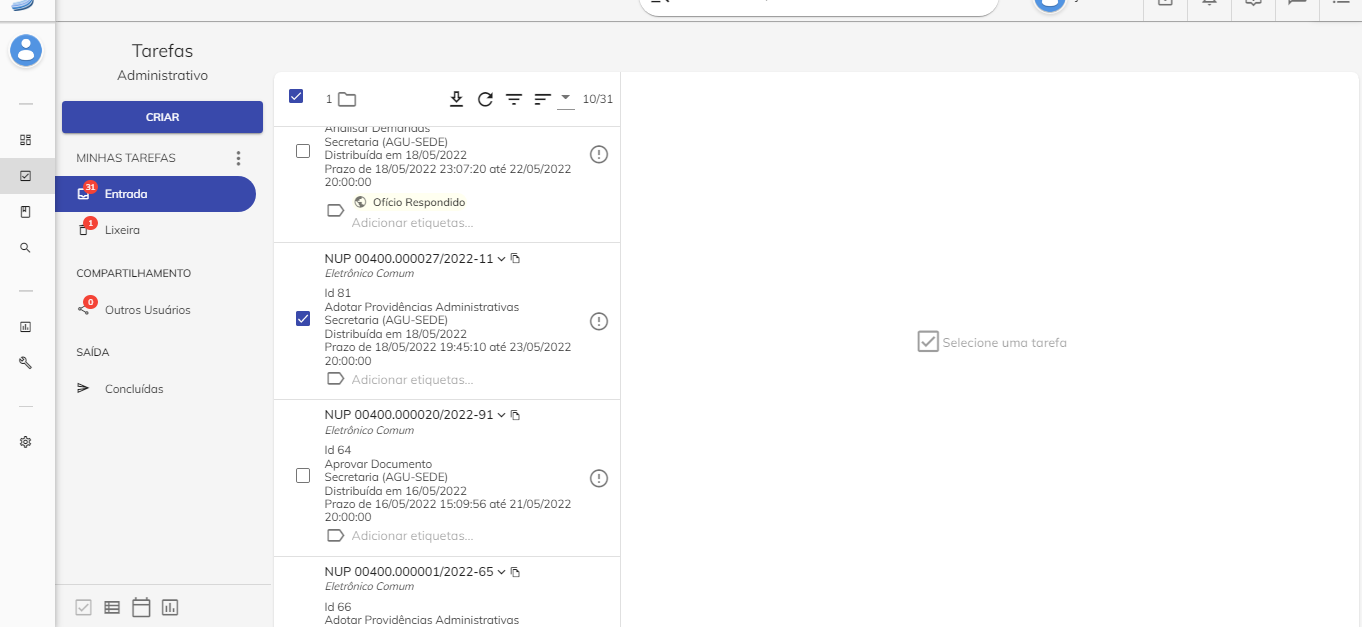 Tarefas
Administrativo
CRIAR
MINHAS TAREFAS
31
Entrada
1
Lixeira
COMPARTILHAMENTO
0
Outros Usuários
SAÍDA
Concluídas
1
10/31
Analisar Demandas
Secretaria (AGU-SEDE)
Distribuída em 18/05/2022
Prazo de 18/05/2022 23:07:20 até 22/05/2022
20:00:00
Ofício Respondido
Adicionar etiquetas...
NUP 00400.000027/2022-11
Eletrônico Comum
Id 81
Adotar Providências Administrativas
Secretaria (AGU-SEDE)
Distribuída em 18/05/2022
Prazo de 18/05/2022 19:45:10 até 23/05/2022
20:00:00
Adicionar etiquetas...
NUP 00400.000020/2022-91
Eletrônico Comum
Id 64
Aprovar Documento
Secretaria (AGU-SEDE)
Distribuída em 16/05/2022
Prazo de 16/05/2022 15:09:56 até 21/05/2022
20:00:00
Adicionar etiquetas...
NUP 00400.000001/2022-65
Eletrônico Comum
Id 66
Adotar Providências Administrativas
Selecione uma tarefa